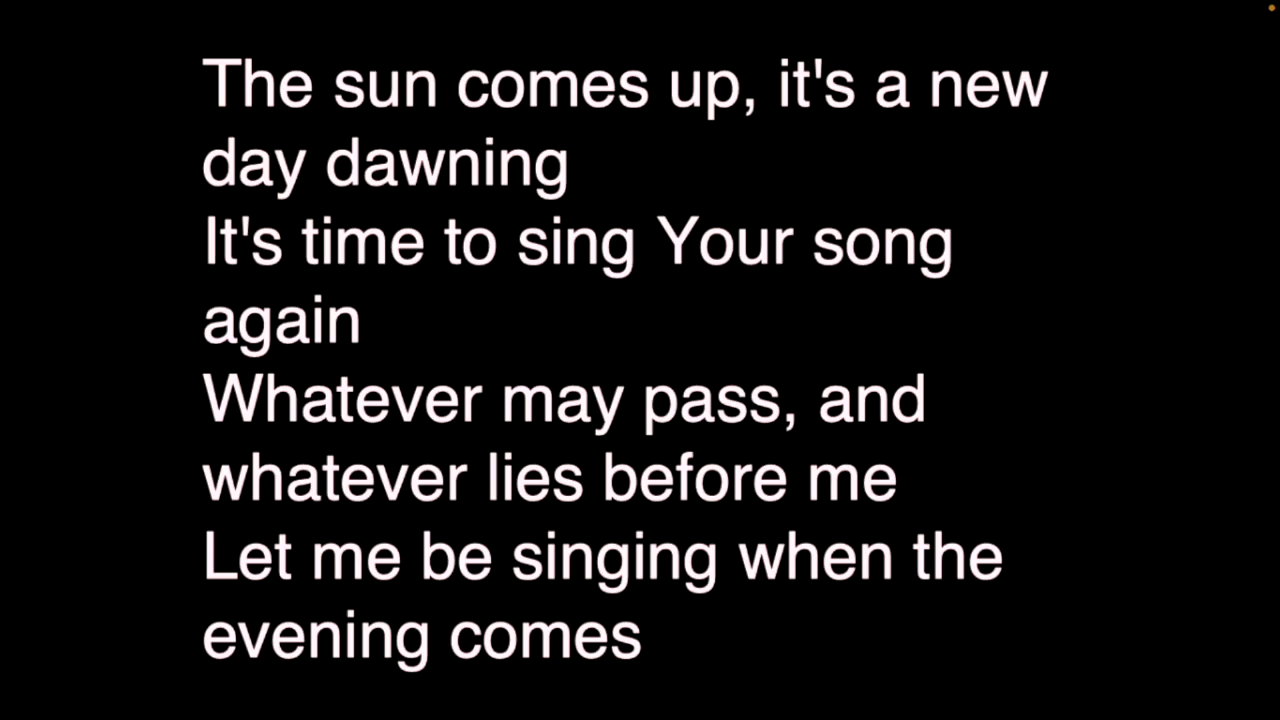 The sun comes up, it's a new
day dawning
It's time to sing Your song
again
Whatever may pass, and
whatever lies before me
Let me be singing when the
evening comes